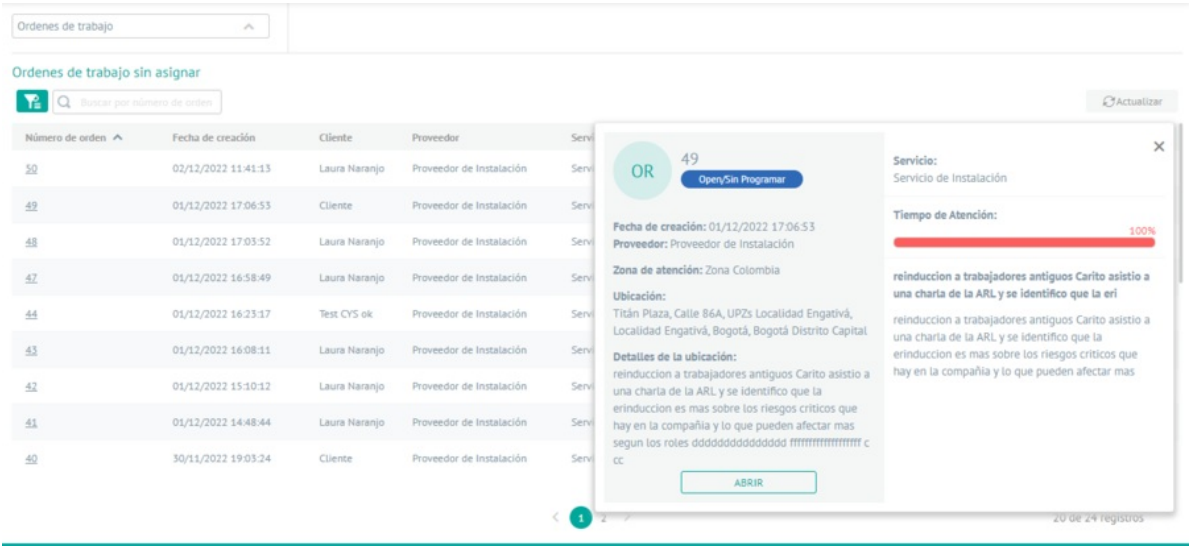 Ordenes de trabajo
Ordenes de trabajo sin asignar
Buscar por número de orden
Actualizar
Número de orden Fecha de creación Cliente Proveedor Servi
50 02/12/2022 11:41:13 Laura Naranjo Proveedor de Instalación Servi
49 01/12/2022 17:06:53 Cliente Proveedor de Instalación Servi
48 01/12/2022 17:03:52 Laura Naranjo Proveedor de Instalación Servi
47 01/12/2022 16:58:49 Laura Naranjo Proveedor de Instalación Servi
44 01/12/2022 16:23:17 Test CYS ok Proveedor de Instalación Servi
43 01/12/2022 16:08:11 Laura Naranjo Proveedor de Instalación Servi
42 01/12/2022 15:10:12 Laura Naranjo Proveedor de Instalación Servi
41 01/12/2022 14:48:44 Laura Naranjo Proveedor de Instalación Servi
40 30/11/2022 19:03:24 Cliente Proveedor de Instalación Servi
OR
49
Open/Sin Programar
Fecha de creación: 01/12/2022 17:06:53
Proveedor: Proveedor de Instalación
Zona de atención: Zona Colombia
Ubicación:
Titán Plaza, Calle 86A, UPZs Localidad Engativá,
Localidad Engativá, Bogotá, Bogotá Distrito Capital
Detalles de la ubicación:
reinduccion a trabajadores antiguos Carito asistio a
una charla de la ARL y se identifico que la
erinduccion es mas sobre los riesgos criticos que
hay en la compañia y lo que pueden afectar mas
segun los roles ddddddddddddddd fffffffffffffffffff c
cc
ABRIR
Servicio:
Servicio de Instalación
Tiempo de Atención:
100%
reinduccion a trabajadores antiguos Carito asistio a
una charla de la ARL y se identifico que la eri
reinduccion a trabajadores antiguos Carito asistio a
una charla de la ARL y se identifico que la
erinduccion es mas sobre los riesgos criticos que
hay en la compañia y lo que pueden afectar mas
1 2
20 de 24 registros